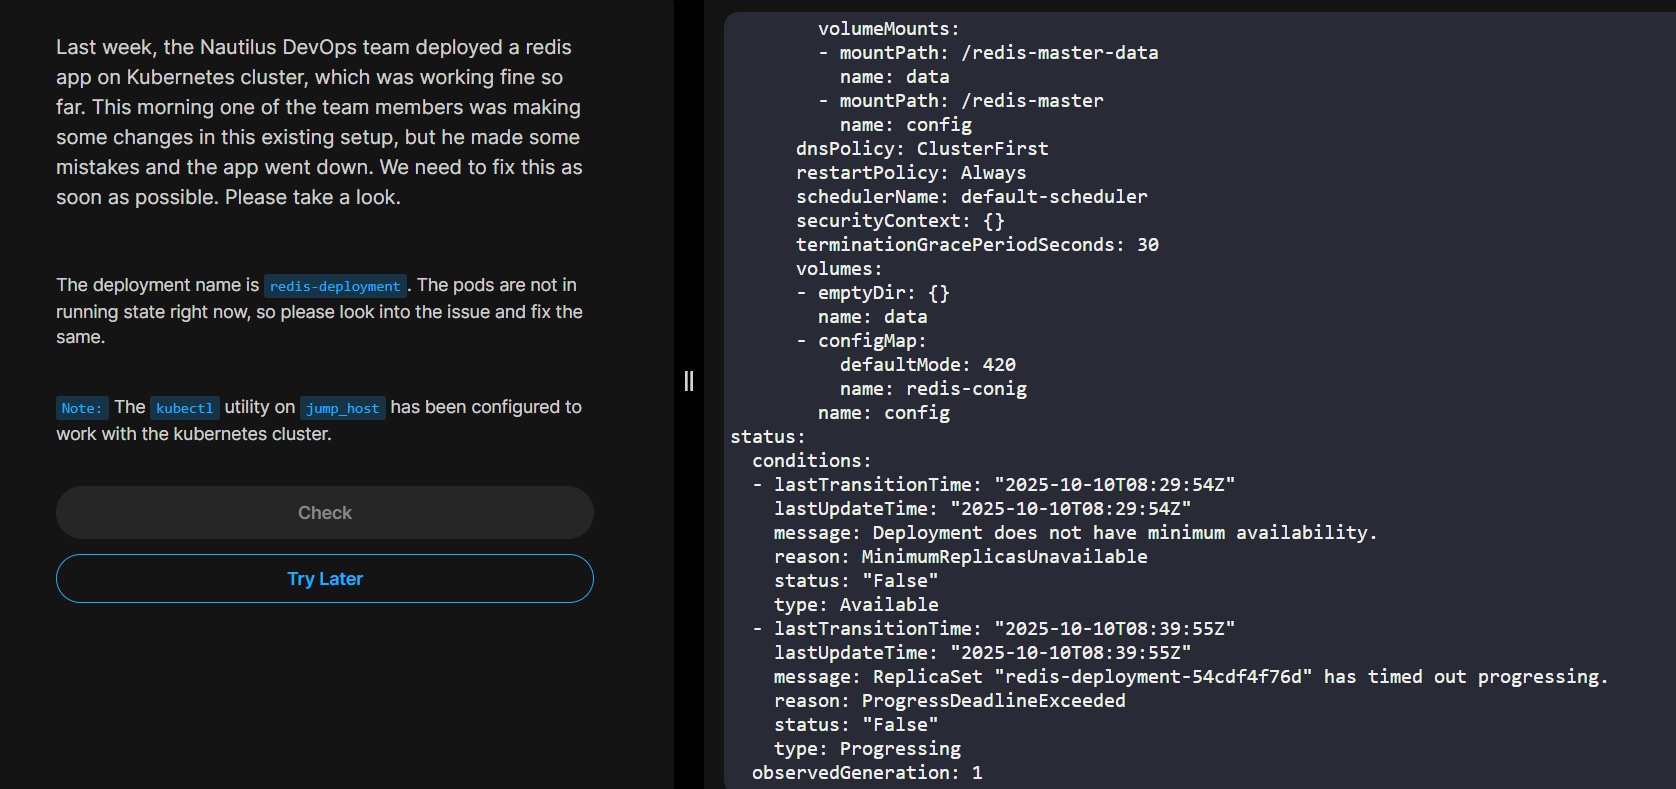 Last week, the Nautilus DevOps team deployed a redis
app on Kubernetes cluster, which was working fine so
far. This morning one of the team members was making
some changes in this existing setup, but he made some
mistakes and the app went down. We need to fix this as
soon as possible. Please take a look.
The deployment name is redis-deployment. The pods are not in
running state right now, so please look into the issue and fix the
same.
Note: The kubectl utility on jump_host has been configured to
work with the kubernetes cluster.
Check
Try Later
volumeMounts:
- mountPath: /redis-master-data
name: data
- mountPath: /redis-master
name: config
dnsPolicy: ClusterFirst
restartPolicy: Always
schedulerName: default-scheduler
securityContext: {}
terminationGracePeriodSeconds: 30
volumes:
- emptyDir: {}
name: data
- configMap:
defaultMode: 420
name: redis-conig
name: config
status:
conditions:
- lastTransitionTime: "2025-10-10T08:29:54Z"
lastUpdateTime: "2025-10-10T08:29:54Z"
message: Deployment does not have minimum availability.
reason: MinimumReplicasUnavailable
status: "False"
type: Available
- lastTransitionTime: "2025-10-10T08:39:55Z"
lastUpdateTime: "2025-10-10T08:39:55Z"
message: ReplicaSet "redis-deployment-54cdf4f76d" has timed out progressing.
reason: ProgressDeadlineExceeded
status: "False"
type: Progressing
observedGeneration: 1